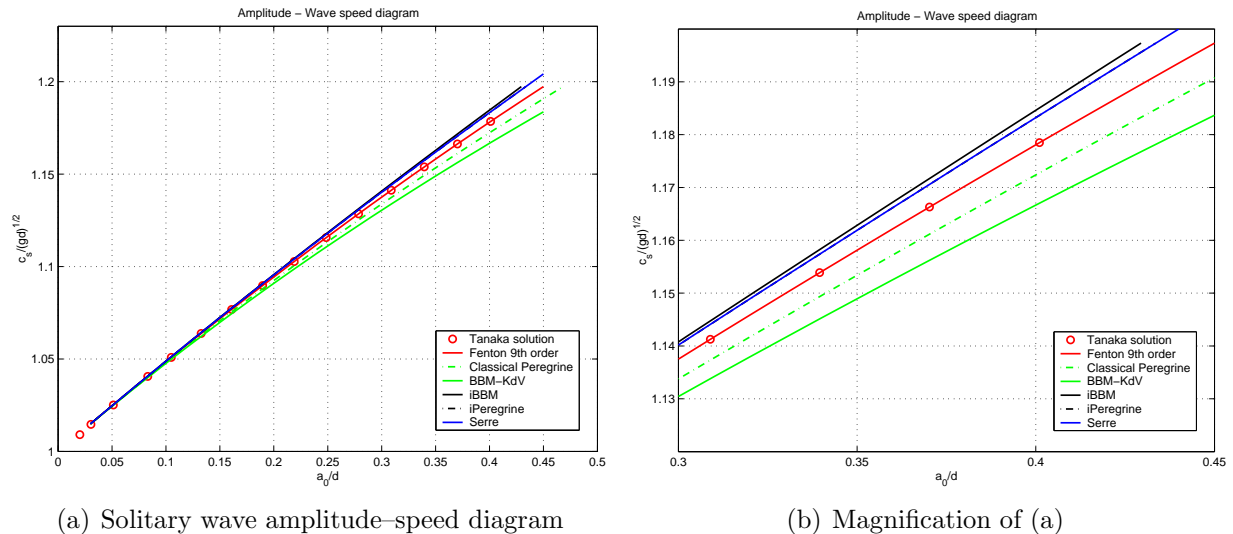 Amplitude − Wave speed diagram
c_s/(gd)^{1/2}
1.2
1.15
1.1
1.05
1
0
0.05
0.1
0.15
0.2
0.25
0.3
0.35
0.4
0.45
0.5
a_0/d
Tanaka solution
Fenton 9th order
Classical Peregrine
BBM−KdV
iBBM
iPeregrine
Serre
(a) Solitary wave amplitude–speed diagram
Amplitude − Wave speed diagram
c_s/(gd)^{1/2}
1.19
1.18
1.17
1.16
1.15
1.14
1.13
0.3
0.35
0.4
0.45
a_0/d
Tanaka solution
Fenton 9th order
Classical Peregrine
BBM−KdV
iBBM
iPeregrine
Serre
(b) Magnification of (a)